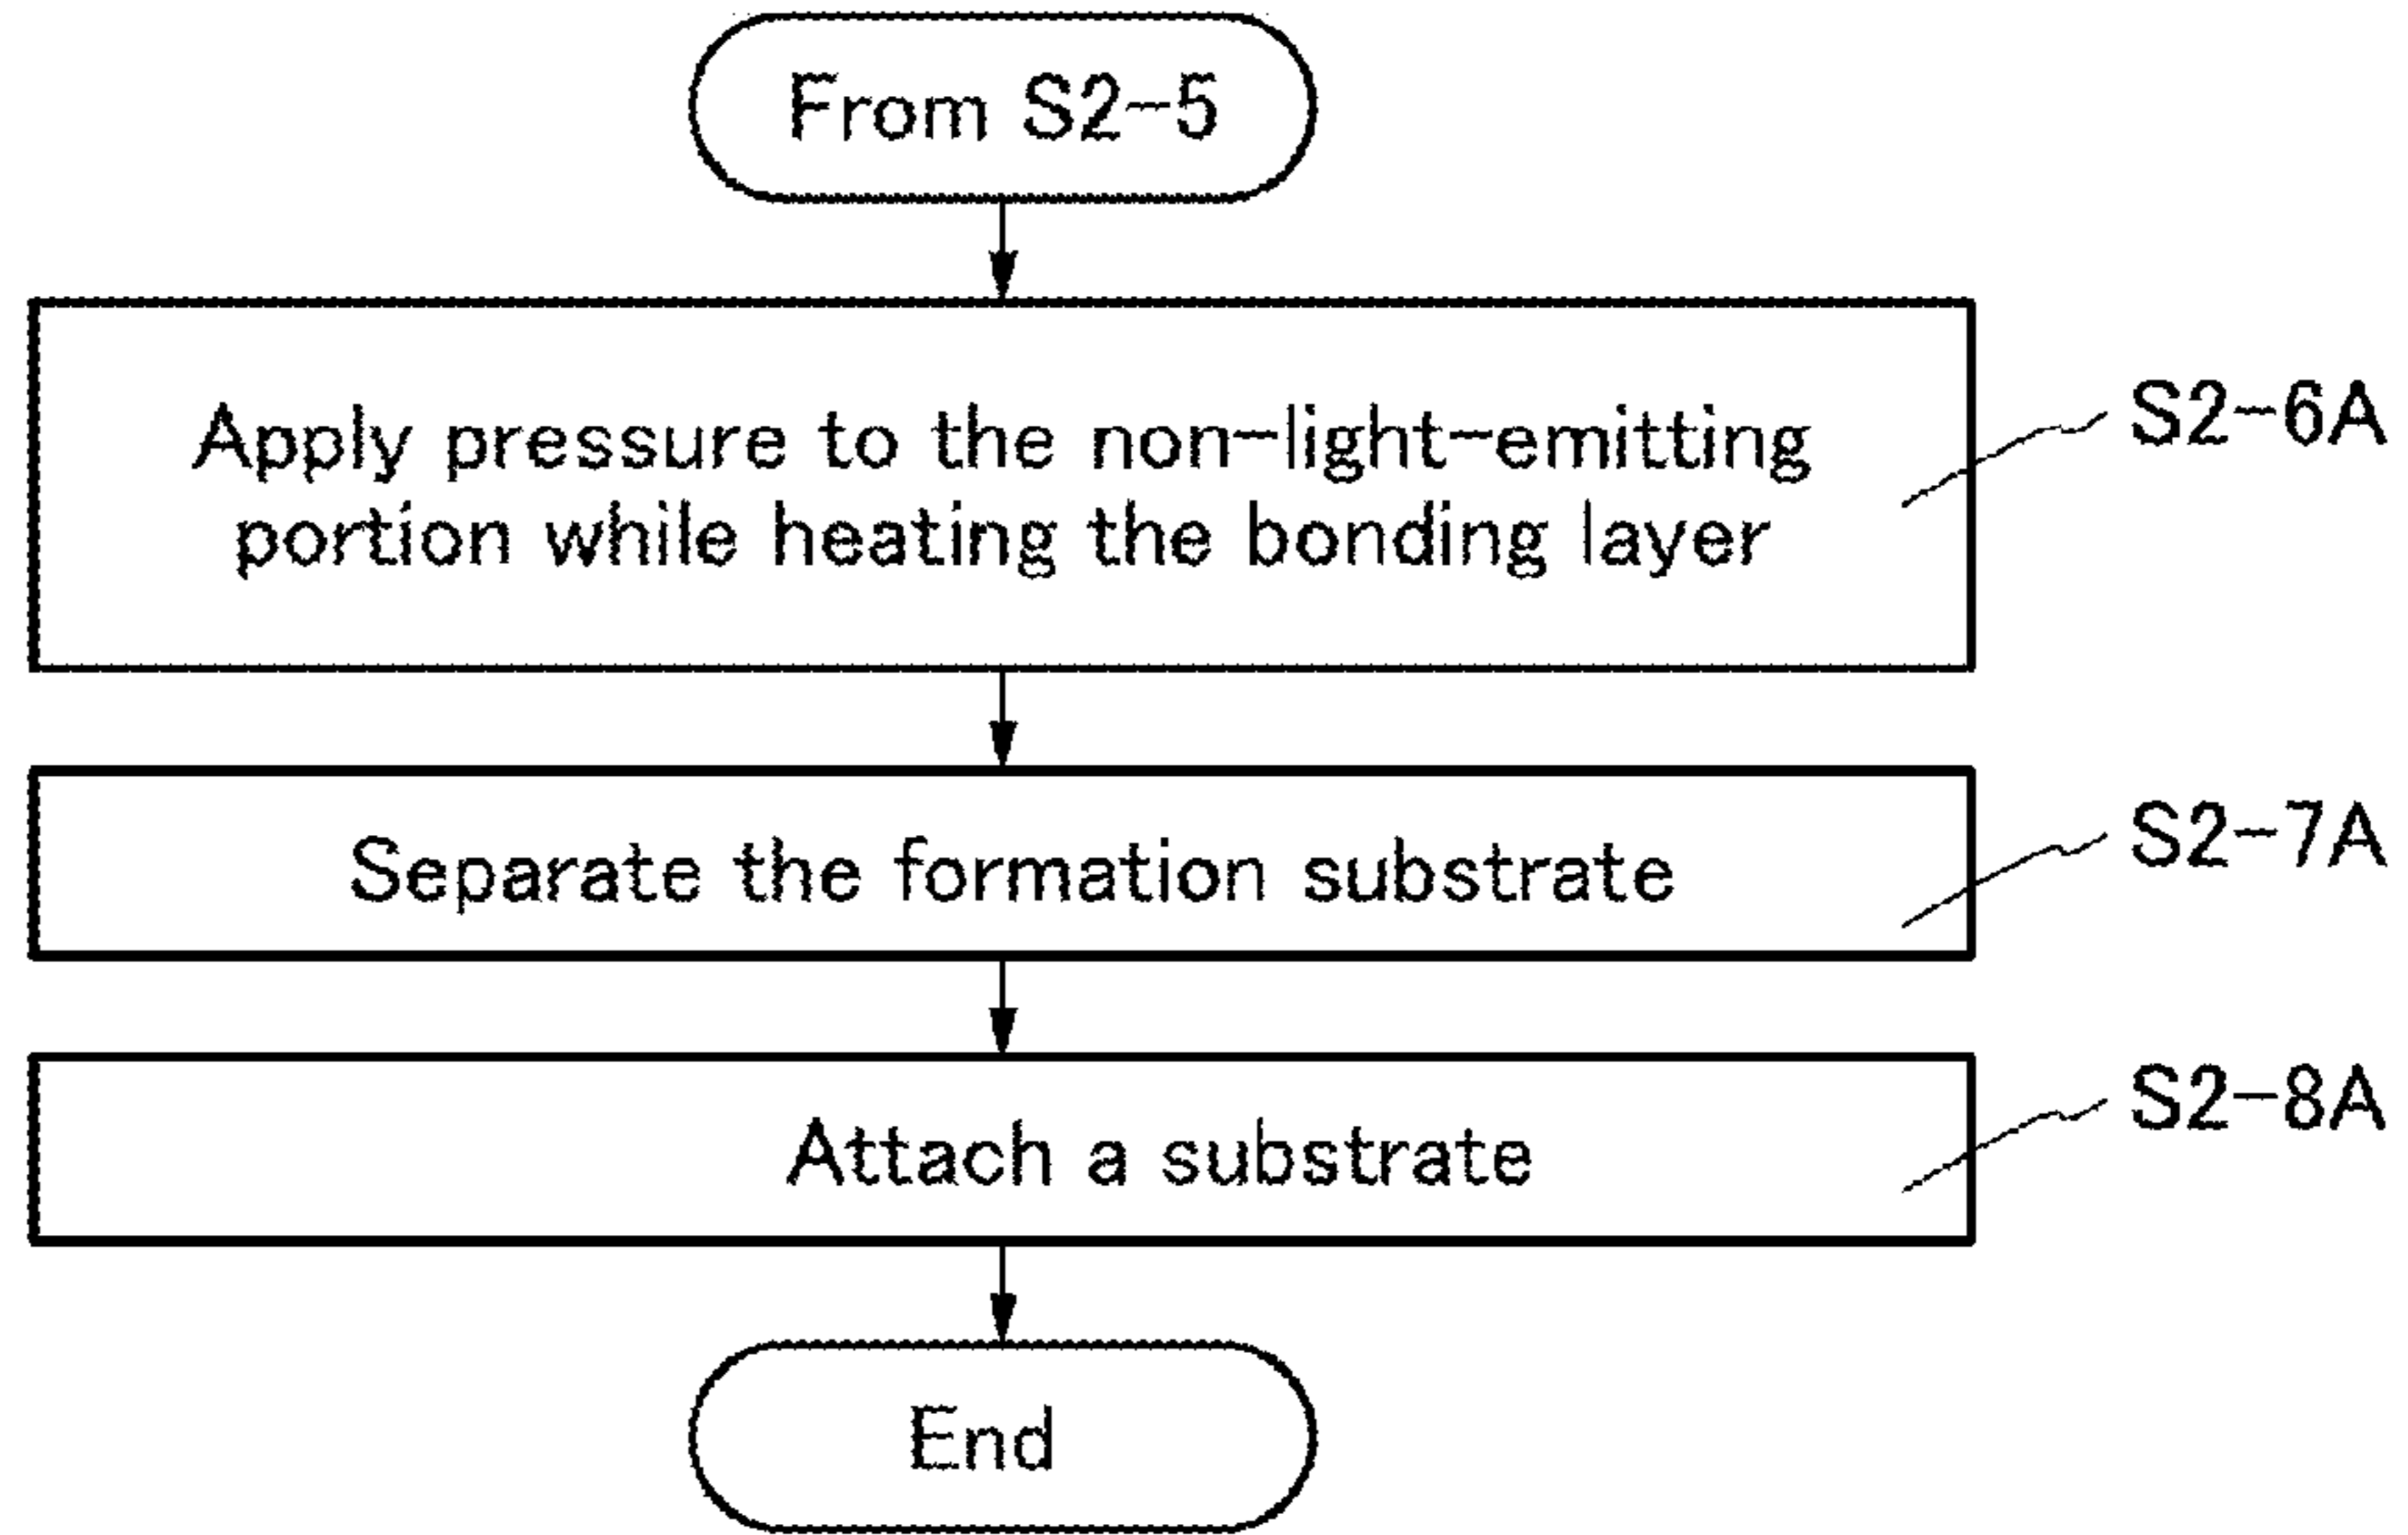 From S2-5
Apply pressure to the non-light-emitting
portion while heating the bonding layer
S2-6A
Separate the formation substrate
S2-7A
Attach a substrate
S2-8A
End